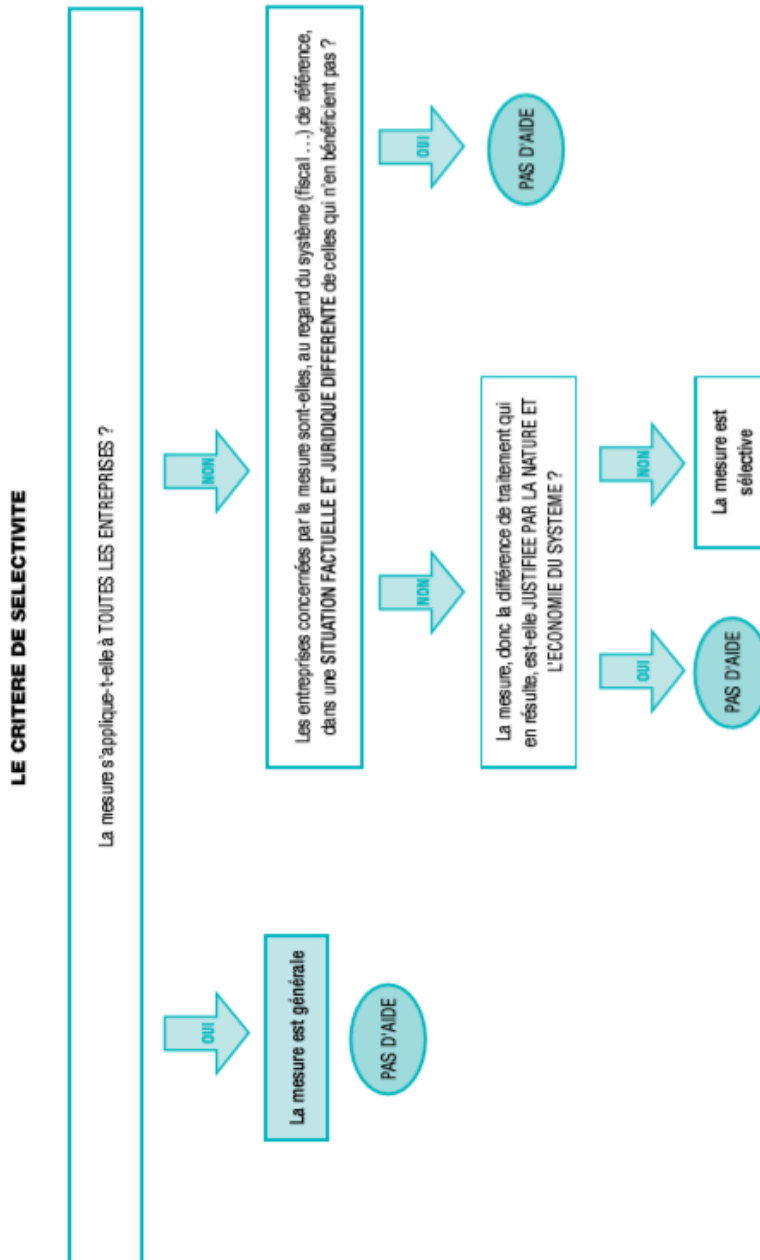 LE CRITERE DE SELECTIVITE
La mesure s'applique-t-elle à TOUTES LES ENTREPRISES ?
OUI
NON
La mesure est générale
PAS D'AIDE
Les entreprises concernées par la mesure sont-elles, au regard du système (fiscal ...) de référence,
dans une SITUATION FACTUELLE ET JURIDIQUE DIFFERENTE de celles qui n'en bénéficient pas ?
NON
OUI
La mesure, donc la différence de traitement qui
en résulte, est-elle JUSTIFIEE PAR LA NATURE ET
L'ECONOMIE DU SYSTEME ?
PAS D'AIDE
OUI
NON
PAS D'AIDE
La mesure est
sélective